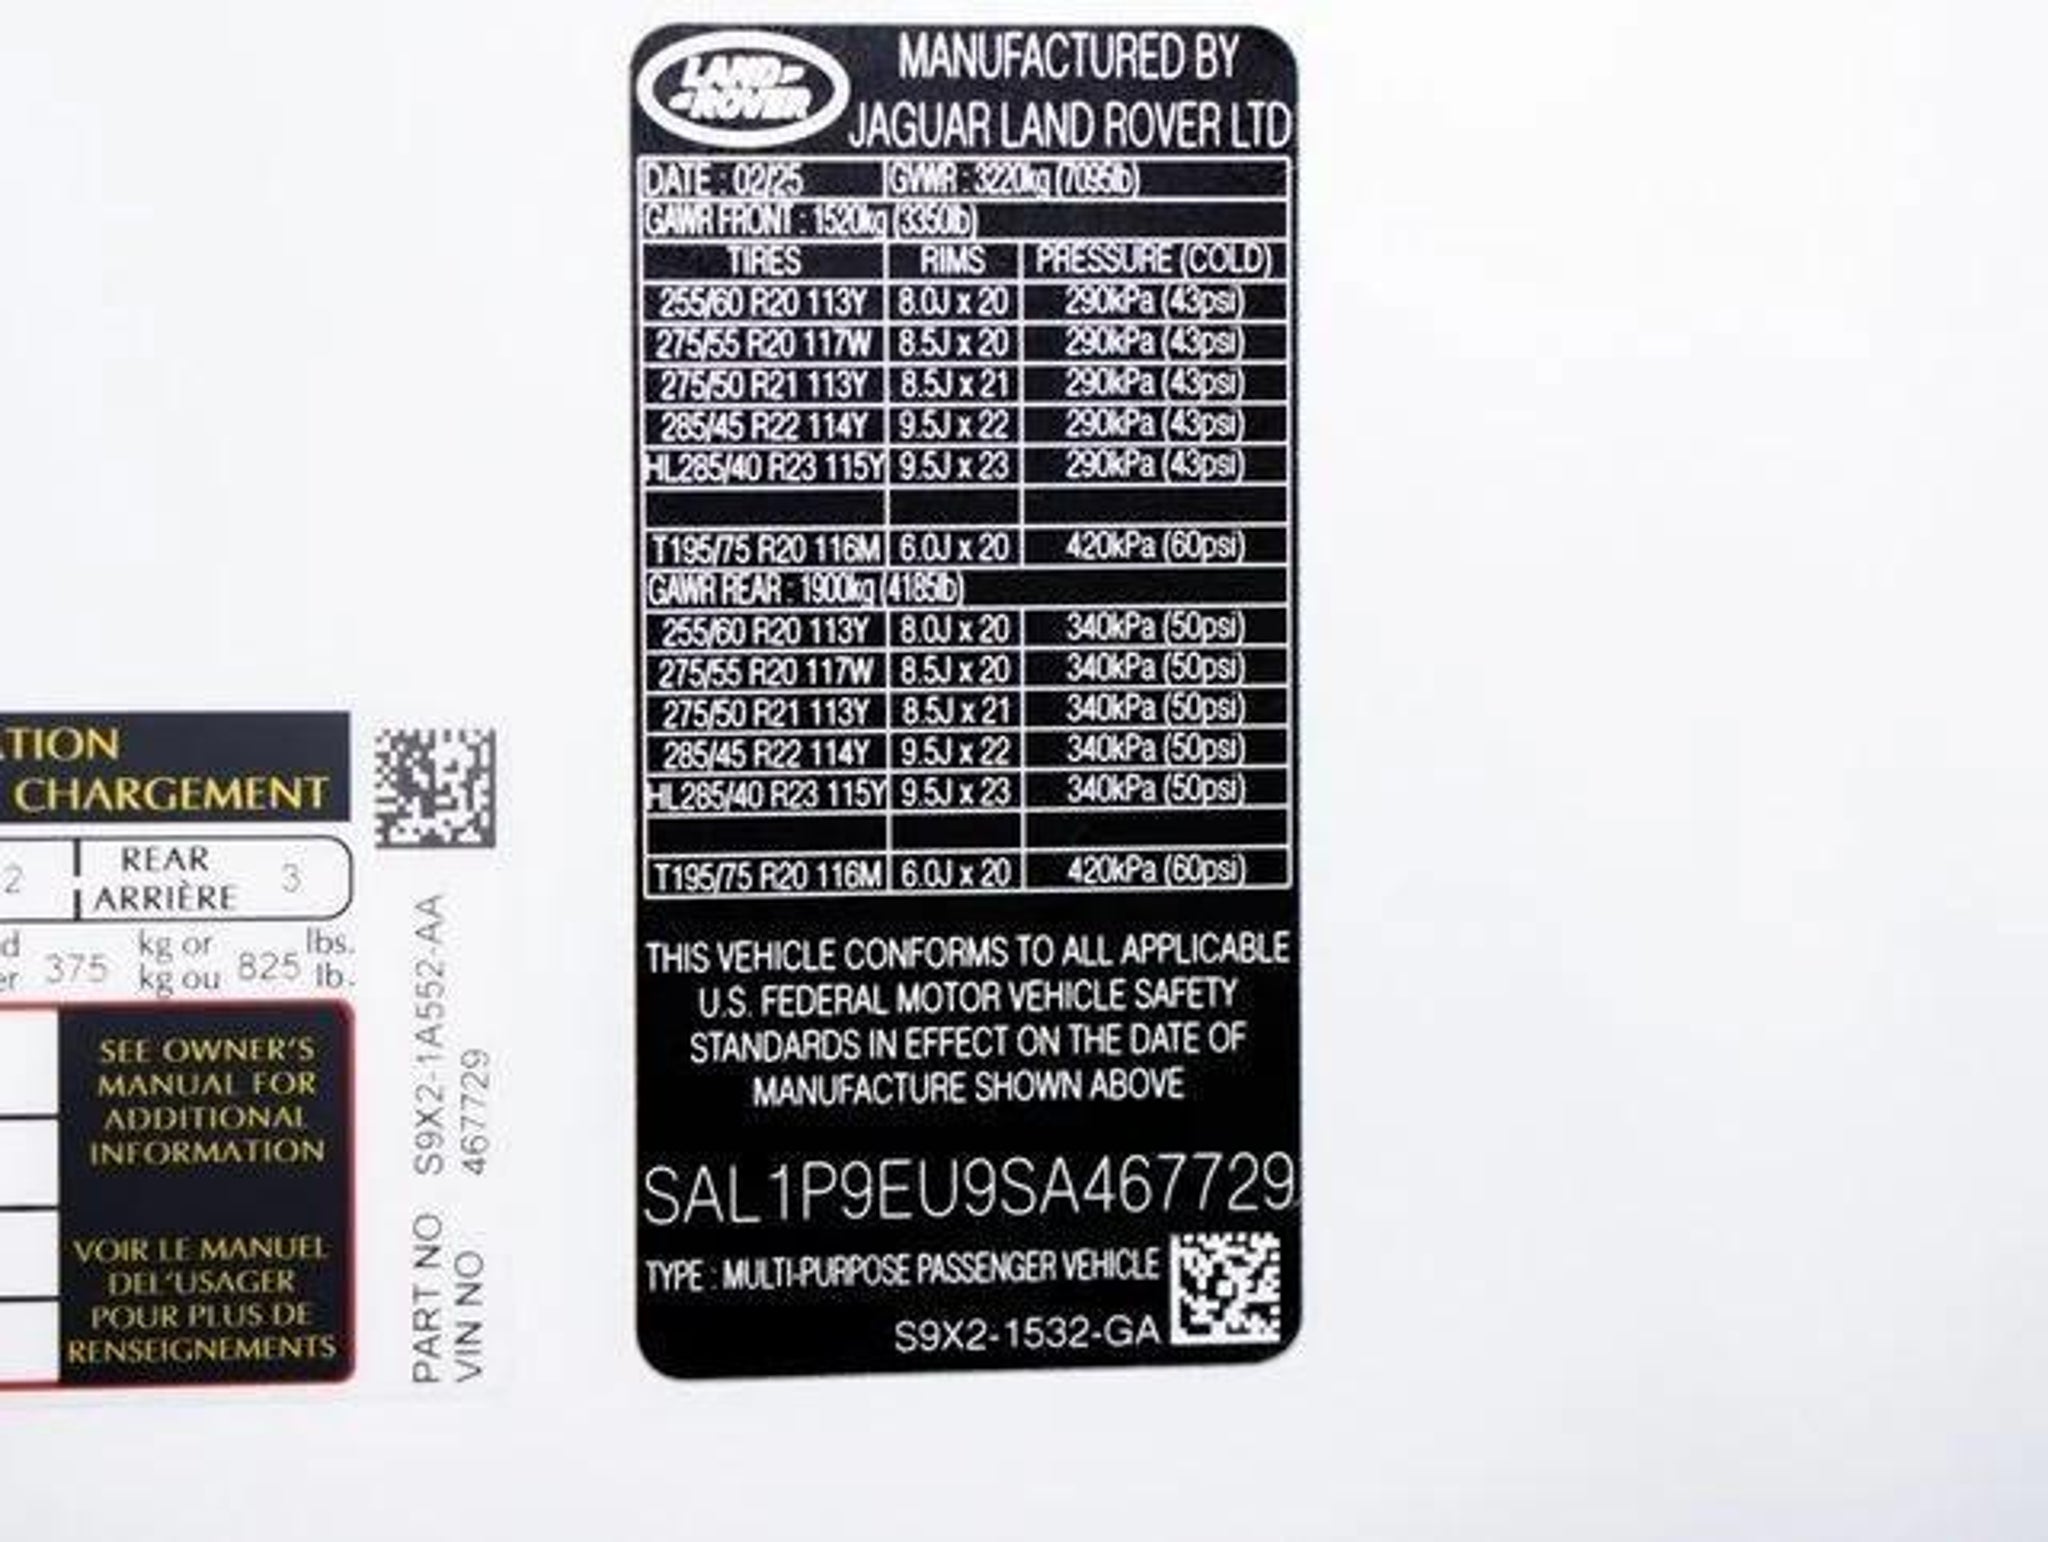 LAND ROVER
MANUFACTURED BY
JAGUAR LAND ROVER LTD
DATE : 02/25 GVWR : 3220kg (7095lb)
GAWR FRONT : 1520kg (3350lb)
TIRES RIMS PRESSURE (COLD)
255/60 R20 113Y 8.0J x 20 290kPa (43psi)
275/55 R20 117W 8.5J x 20 290kPa (43psi)
275/50 R21 113Y 8.5J x 21 290kPa (43psi)
285/45 R22 114Y 9.5J x 22 290kPa (43psi)
HL285/40 R23 115Y 9.5J x 23 290kPa (43psi)
T195/75 R20 116M 6.0J x 20 420kPa (60psi)
GAWR REAR : 1900kg (4185lb)
255/60 R20 113Y 8.0J x 20 340kPa (50psi)
275/55 R20 117W 8.5J x 20 340kPa (50psi)
275/50 R21 113Y 8.5J x 21 340kPa (50psi)
285/45 R22 114Y 9.5J x 22 340kPa (50psi)
HL285/40 R23 115Y 9.5J x 23 340kPa (50psi)
T195/75 R20 116M 6.0J x 20 420kPa (60psi)
THIS VEHICLE CONFORMS TO ALL APPLICABLE
U.S. FEDERAL MOTOR VEHICLE SAFETY
STANDARDS IN EFFECT ON THE DATE OF
MANUFACTURE SHOWN ABOVE
SAL1P9EU9SA467729
TYPE : MULTI-PURPOSE PASSENGER VEHICLE
S9X2-1532-GA
ATION
CHARGEMENT
2 REAR 3
ARRIÈRE
d 375 kg or 825 lbs.
er kg ou lb.
SEE OWNER'S
MANUAL FOR
ADDITIONAL
INFORMATION
VOIR LE MANUEL
DEL'USAGER
POUR PLUS DE
RENSEIGNEMENTS
PART NO S9X2-1A552-AA
VIN NO 467729